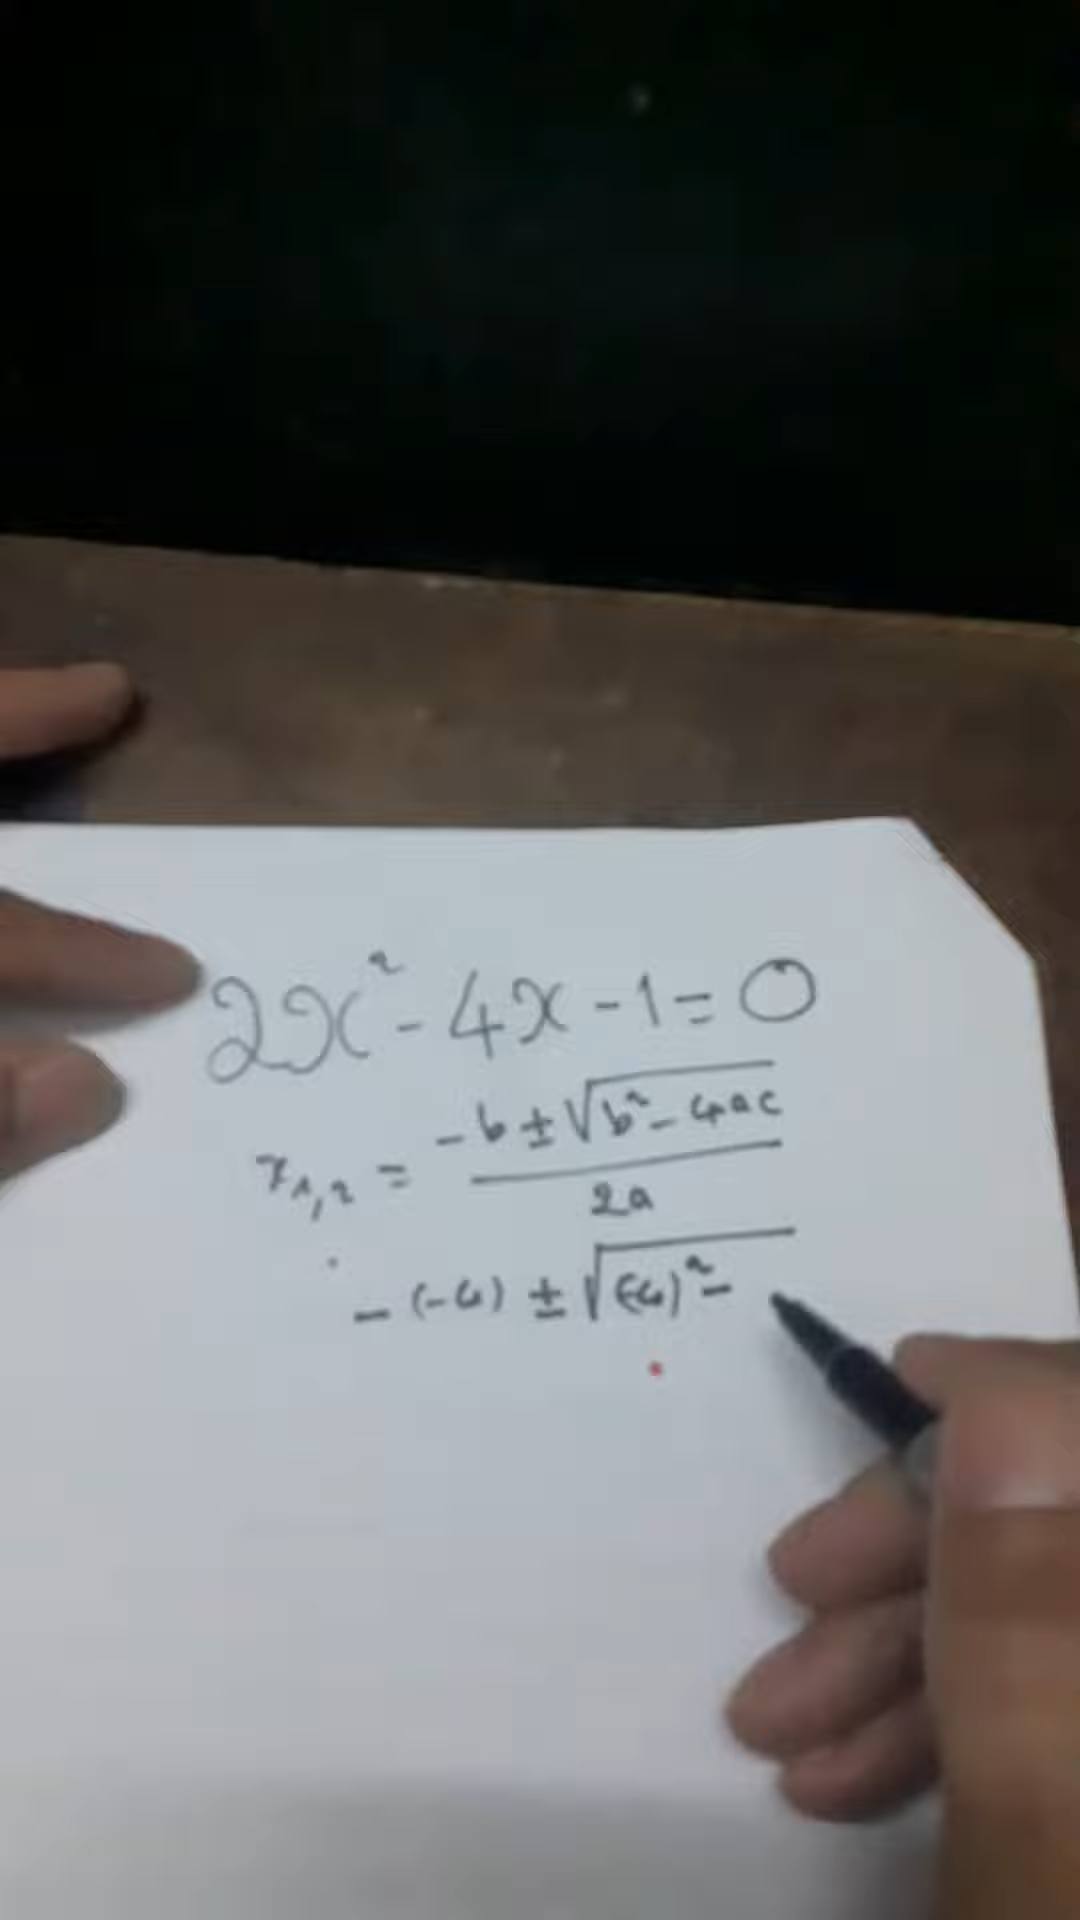 2x² - 4x - 1 = 0
x₁,₂ = -b ± √(b² - 4ac) / 2a
-(-4) ± √((-4)² -